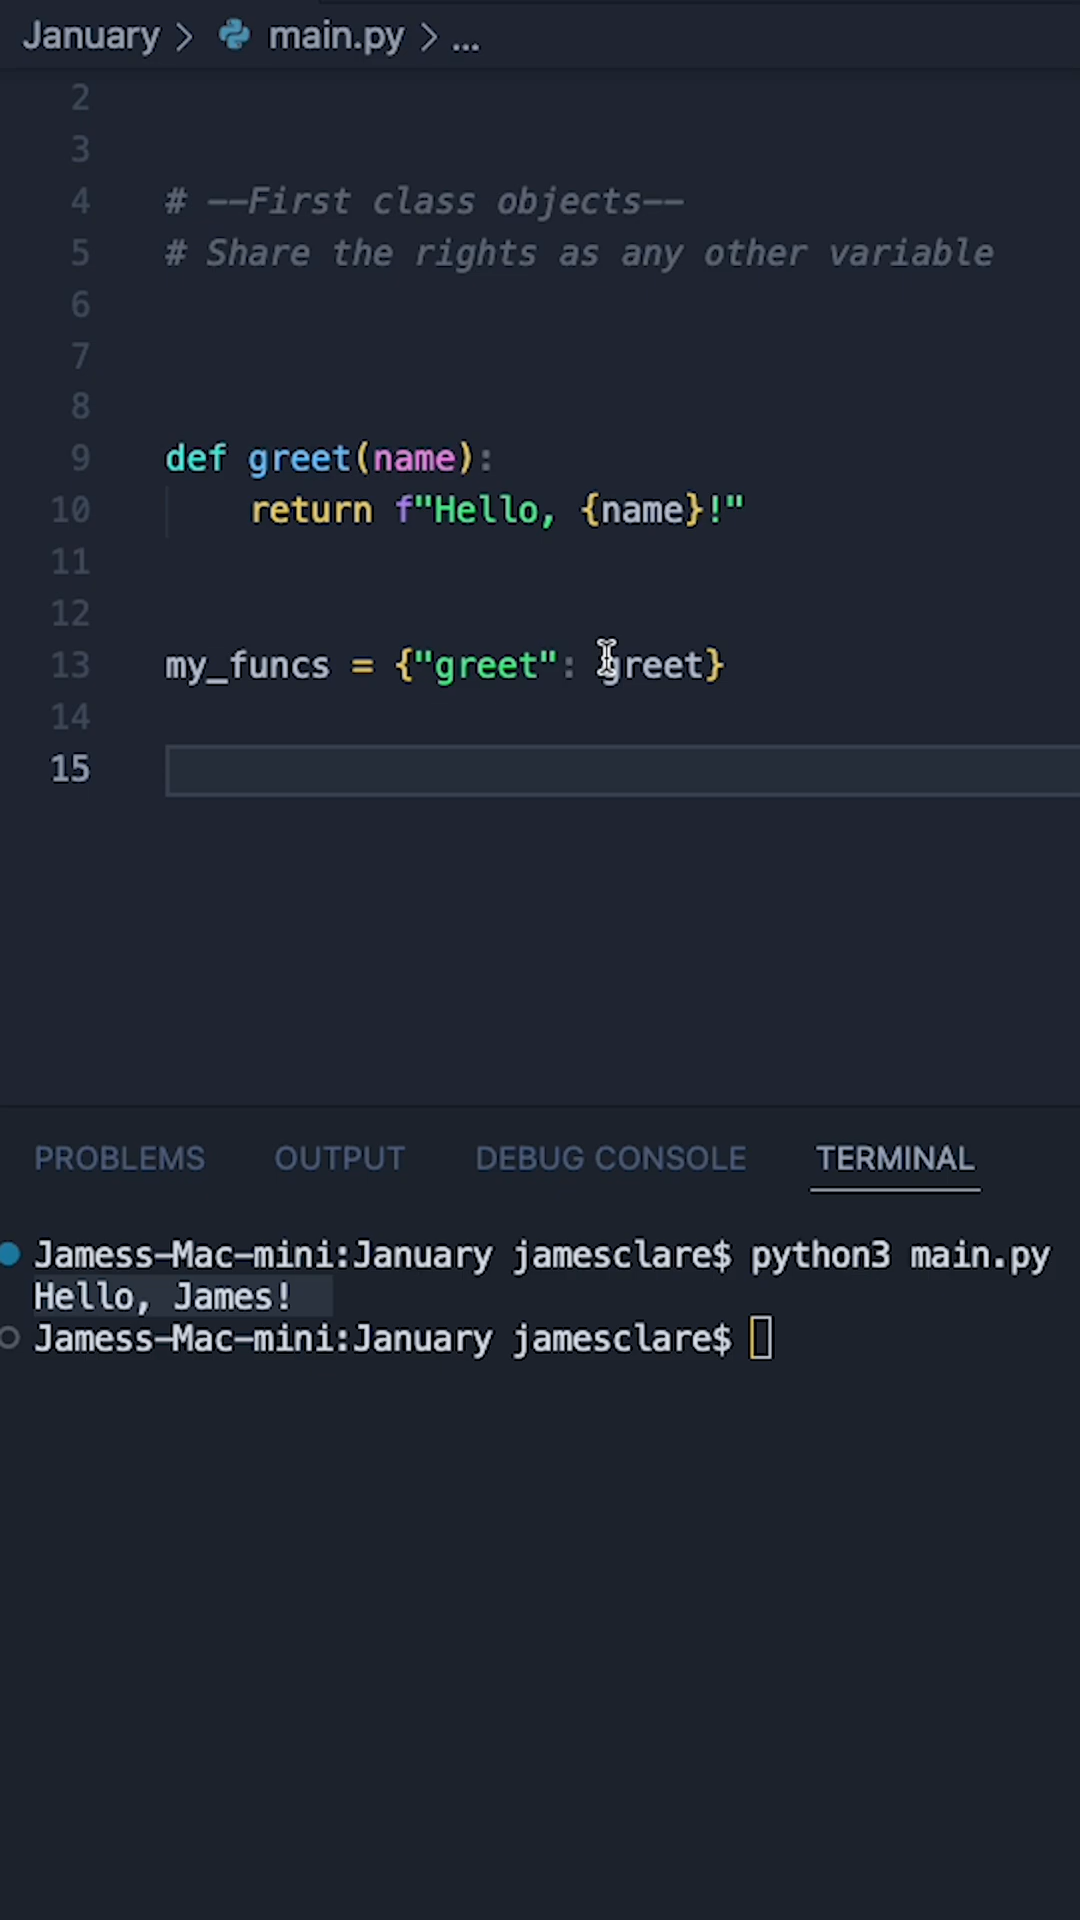 January > main.py > ...
2
3
4 # --First class objects--
5 # Share the rights as any other variable
6
7
8
9 def greet(name):
10 return f"Hello, {name}!"
11
12
13 my_funcs = {"greet": greet}
14
15
PROBLEMS OUTPUT DEBUG CONSOLE TERMINAL
Jamess-Mac-mini:January jamesclare$ python3 main.py
Hello, James!
Jamess-Mac-mini:January jamesclare$